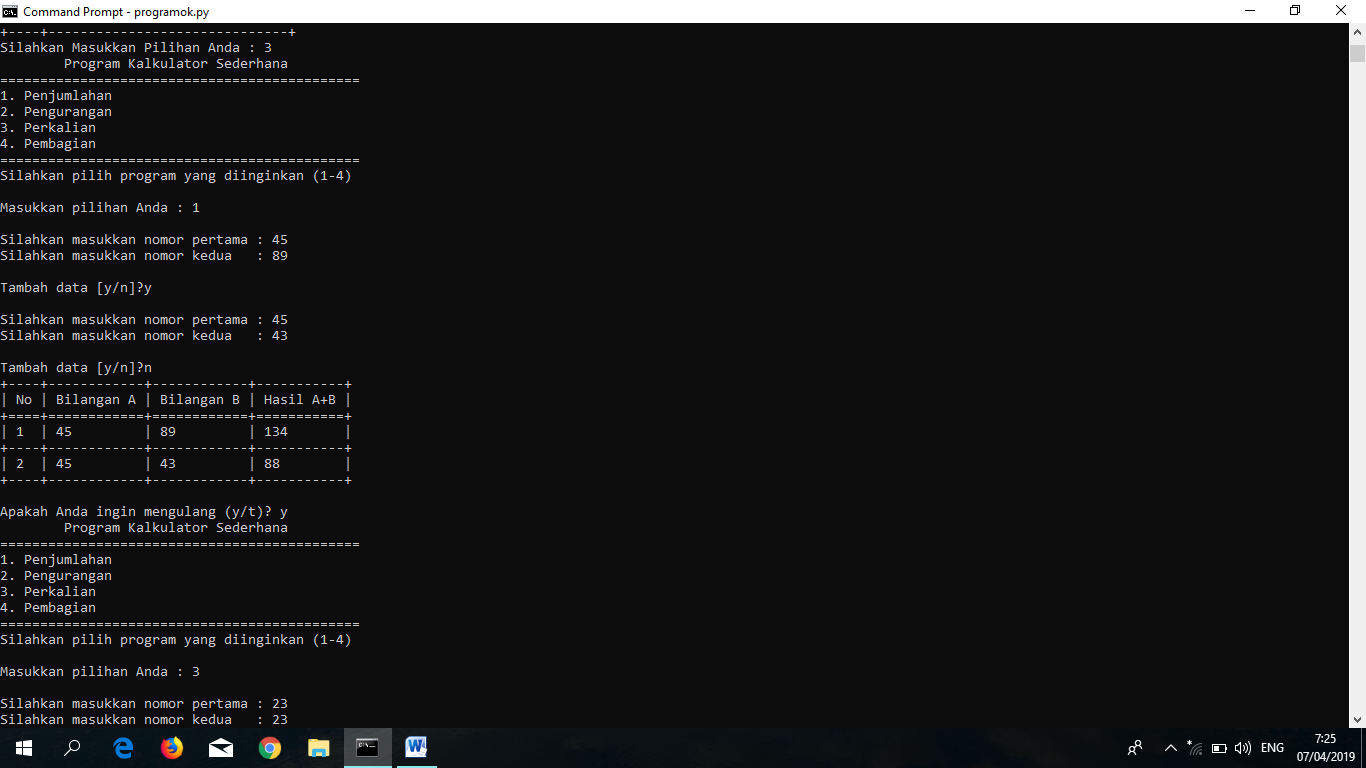 Command Prompt - programok.py
+----+------------------------------+
Silahkan Masukkan Pilihan Anda : 3
        Program Kalkulator Sederhana
=============================================
1. Penjumlahan
2. Pengurangan
3. Perkalian
4. Pembagian
=============================================
Silahkan pilih program yang diinginkan (1-4)
Masukkan pilihan Anda : 1
Silahkan masukkan nomor pertama : 45
Silahkan masukkan nomor kedua   : 89
Tambah data [y/n]?y
Silahkan masukkan nomor pertama : 45
Silahkan masukkan nomor kedua   : 43
Tambah data [y/n]?n
+----+------------+------------+-----------+
| No | Bilangan A | Bilangan B | Hasil A+B |
+====+============+============+===========+
| 1  | 45         | 89         | 134       |
+----+------------+------------+-----------+
| 2  | 45         | 43         | 88        |
+----+------------+------------+-----------+
Apakah Anda ingin mengulang (y/t)? y
        Program Kalkulator Sederhana
=============================================
1. Penjumlahan
2. Pengurangan
3. Perkalian
4. Pembagian
=============================================
Silahkan pilih program yang diinginkan (1-4)
Masukkan pilihan Anda : 3
Silahkan masukkan nomor pertama : 23
Silahkan masukkan nomor kedua   : 23
ENG
7:25
07/04/2019